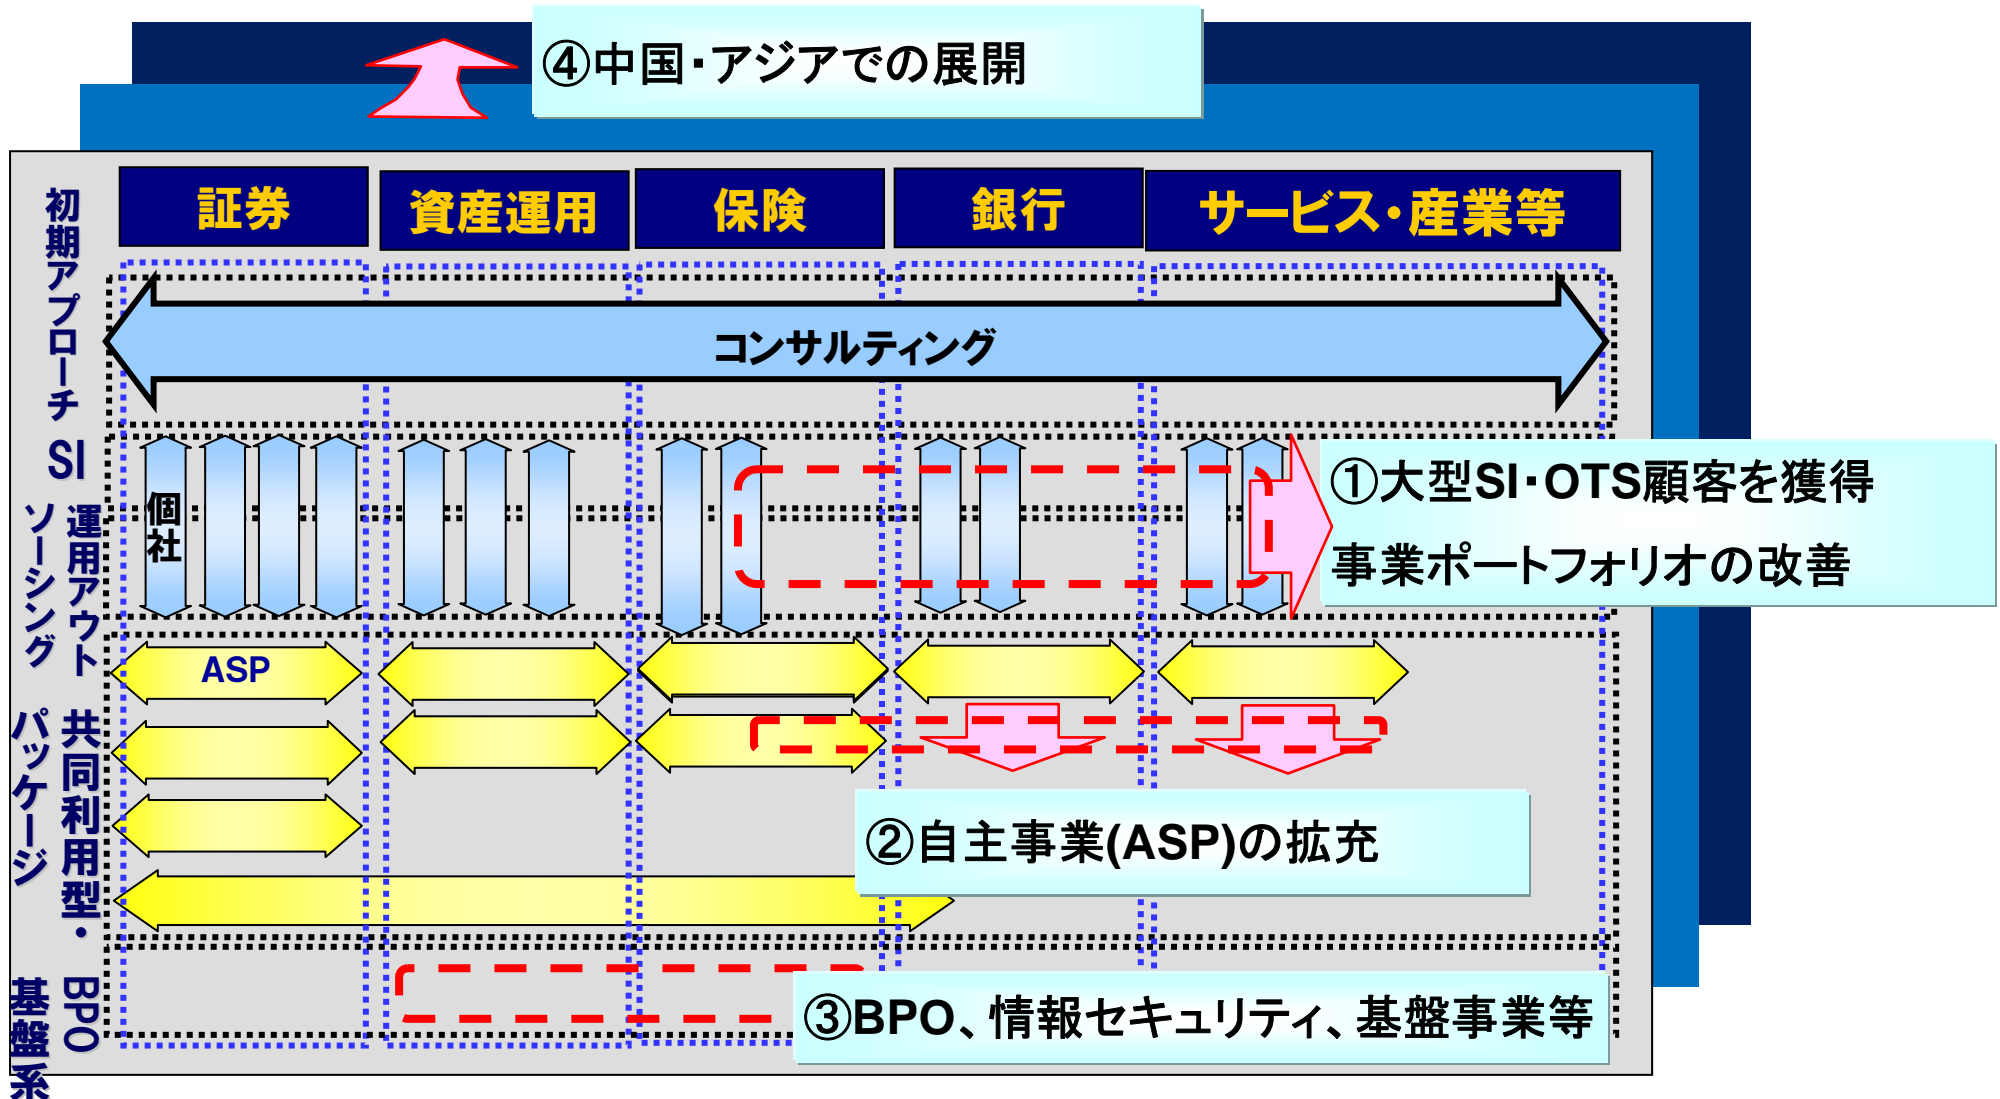 ④中国・アジアでの展開
証券
資産運用
保険
銀行
サービス・産業等
初期アプローチ
コンサルティング
SI
個社
①大型SI・OTS顧客を獲得
事業ポートフォリオの改善
運用アウト
ソーシング
ASP
共同利用型・
パッケージ
②自主事業(ASP)の拡充
BPO
基盤系
③BPO、情報セキュリティ、基盤事業等